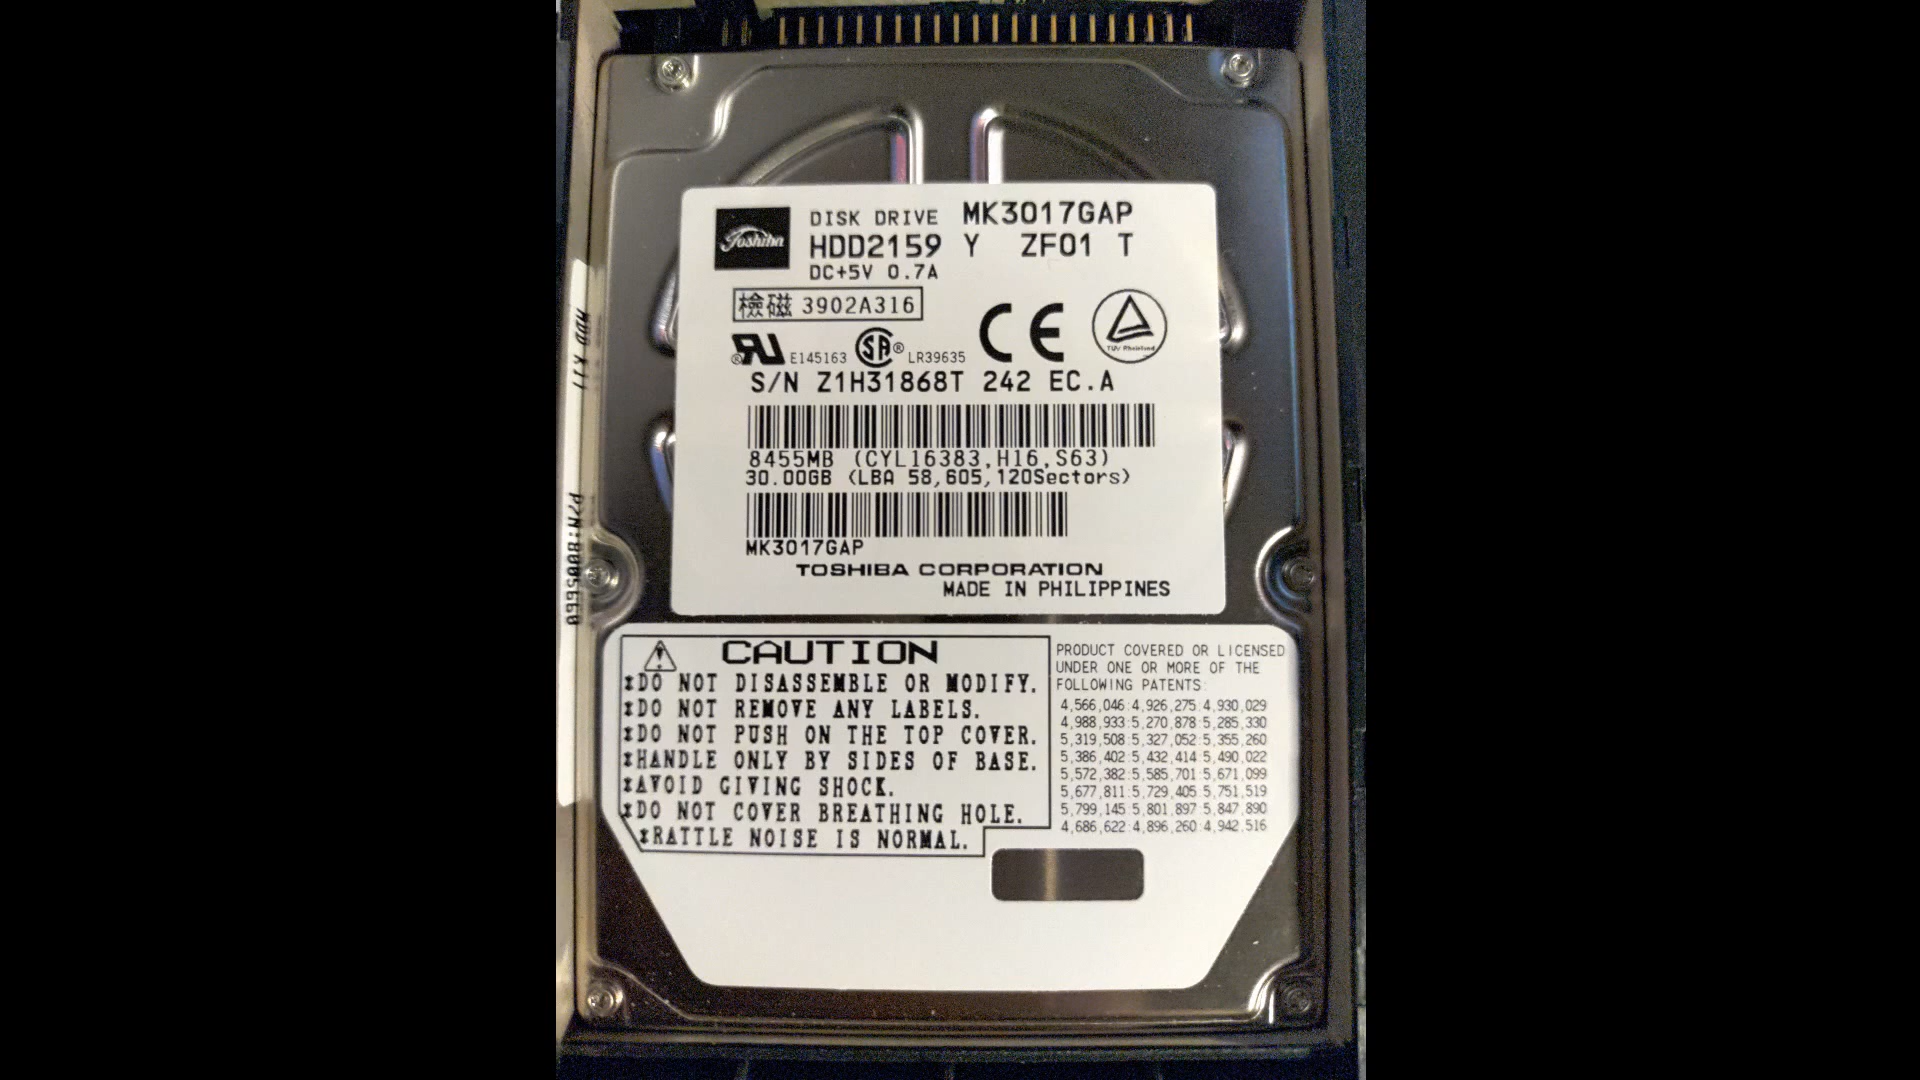 Toshiba
DISK DRIVE MK3017GAP
HDD2159 Y ZF01 T
DC+5V 0.7A
檢磁 3902A316
E145163 ® LR39635
CE
TÜV Rheinland
S/N Z1H31868T 242 EC.A
8455MB (CYL16383,H16,S63)
30.00GB (LBA 58,605,120Sectors)
MK3017GAP
TOSHIBA CORPORATION
MADE IN PHILIPPINES
CAUTION
*DO NOT DISASSEMBLE OR MODIFY.
*DO NOT REMOVE ANY LABELS.
*DO NOT PUSH ON THE TOP COVER.
*HANDLE ONLY BY SIDES OF BASE.
*AVOID GIVING SHOCK.
*DO NOT COVER BREATHING HOLE.
*RATTLE NOISE IS NORMAL.
PRODUCT COVERED OR LICENSED
UNDER ONE OR MORE OF THE
FOLLOWING PATENTS:
4,566,046:4,926,275:4,930,029
4,988,933:5,270,878:5,285,330
5,319,508:5,327,052:5,355,260
5,386,402:5,432,414:5,490,022
5,572,382:5,585,701:5,671,099
5,677,811:5,729,405:5,751,519
5,799,145:5,801,897:5,847,890
4,686,622:4,896,260:4,942,516
HDD KIT